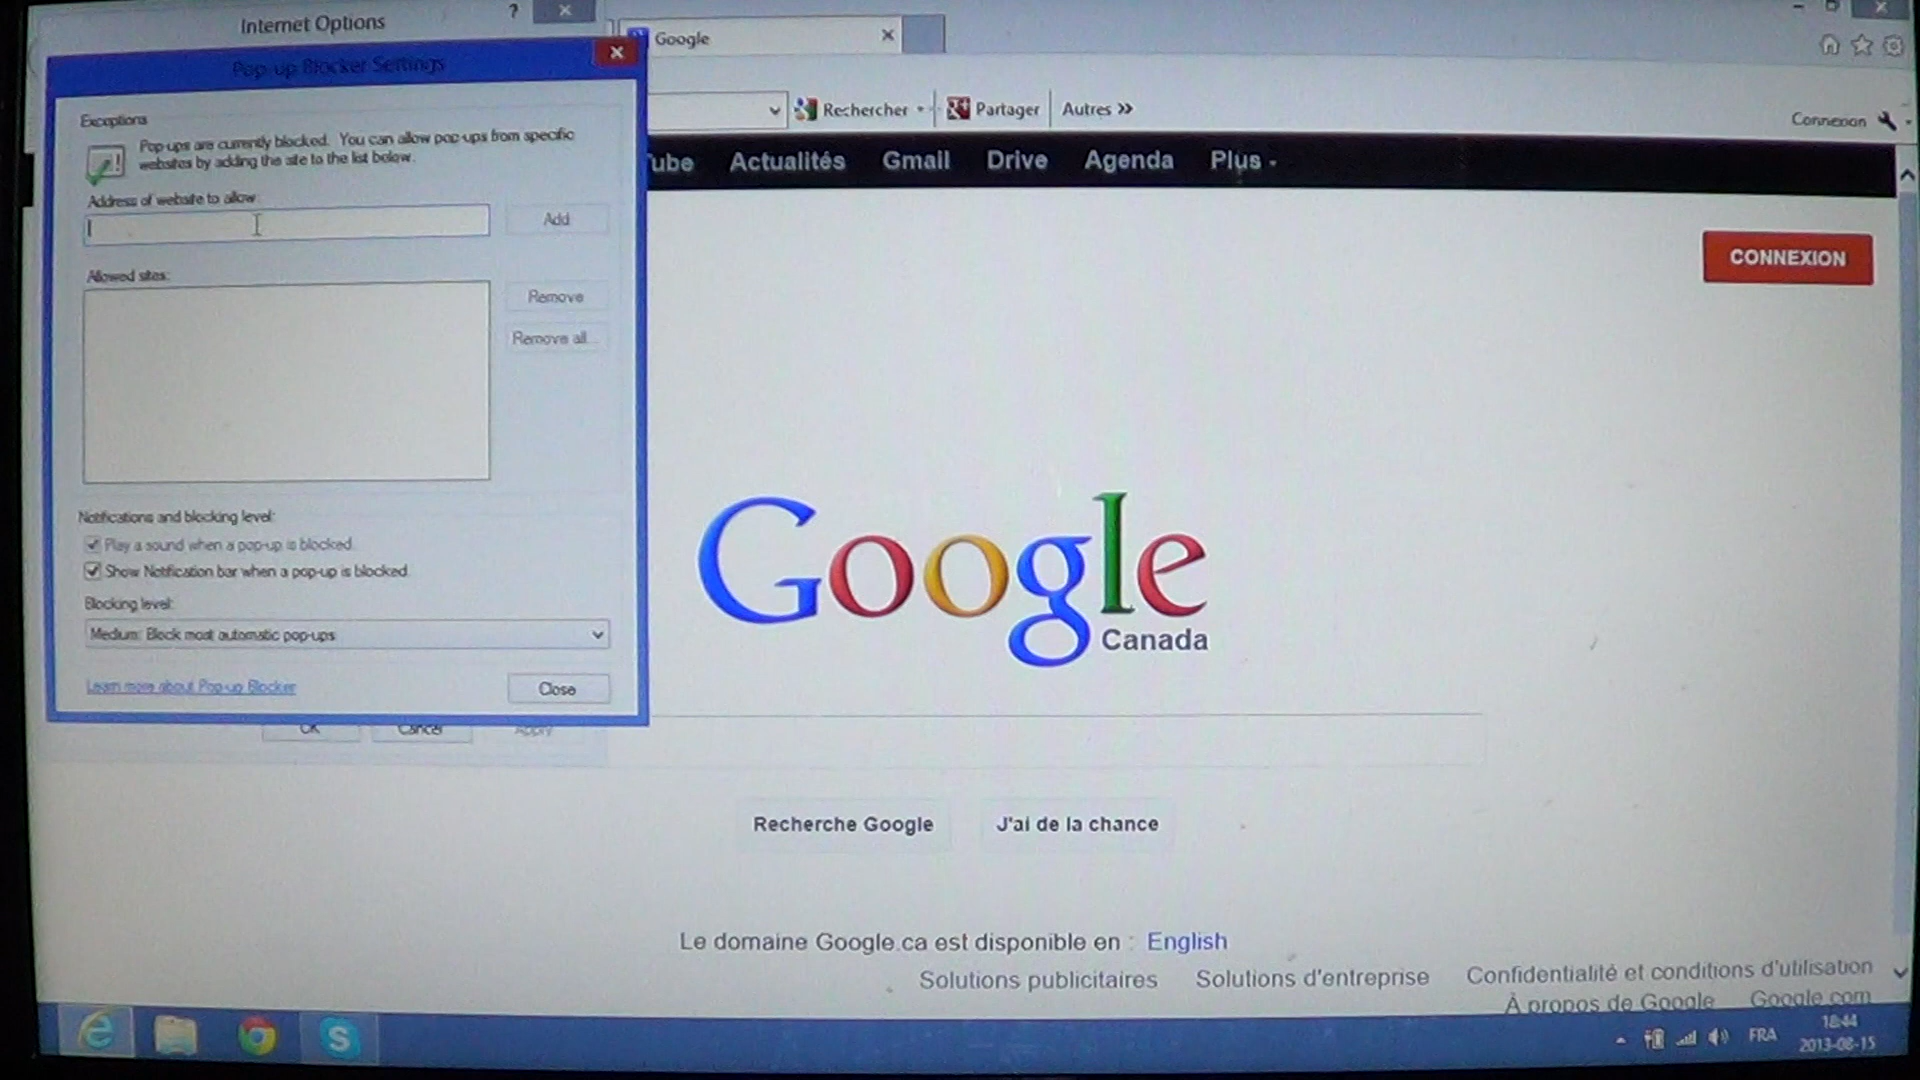 Internet Options
?
Google
Pop-up Blocker Settings
Exceptions
Pop-ups are currently blocked. You can allow pop-ups from specific
websites by adding the site to the list below.
Address of website to allow:
Add
Allowed sites:
Remove
Remove all...
Notifications and blocking level:
Play a sound when a pop-up is blocked.
Show Notification bar when a pop-up is blocked.
Blocking level:
Medium: Block most automatic pop-ups
Learn more about Pop-up Blocker
Close
OK
Cancel
Apply
Rechercher
Partager
Autres »
Connexion
ube
Actualités
Gmail
Drive
Agenda
Plus
CONNEXION
Google
Canada
Recherche Google
J'ai de la chance
Le domaine Google.ca est disponible en : English
Solutions publicitaires
Solutions d'entreprise
Confidentialité et conditions d'utilisation
À propos de Google
Google.com
FRA
18:44
2013-08-15